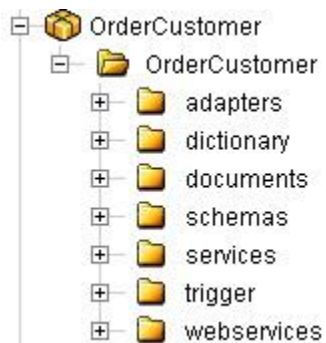 OrderCustomer
OrderCustomer
adapters
dictionary
documents
schemas
services
trigger
webservices